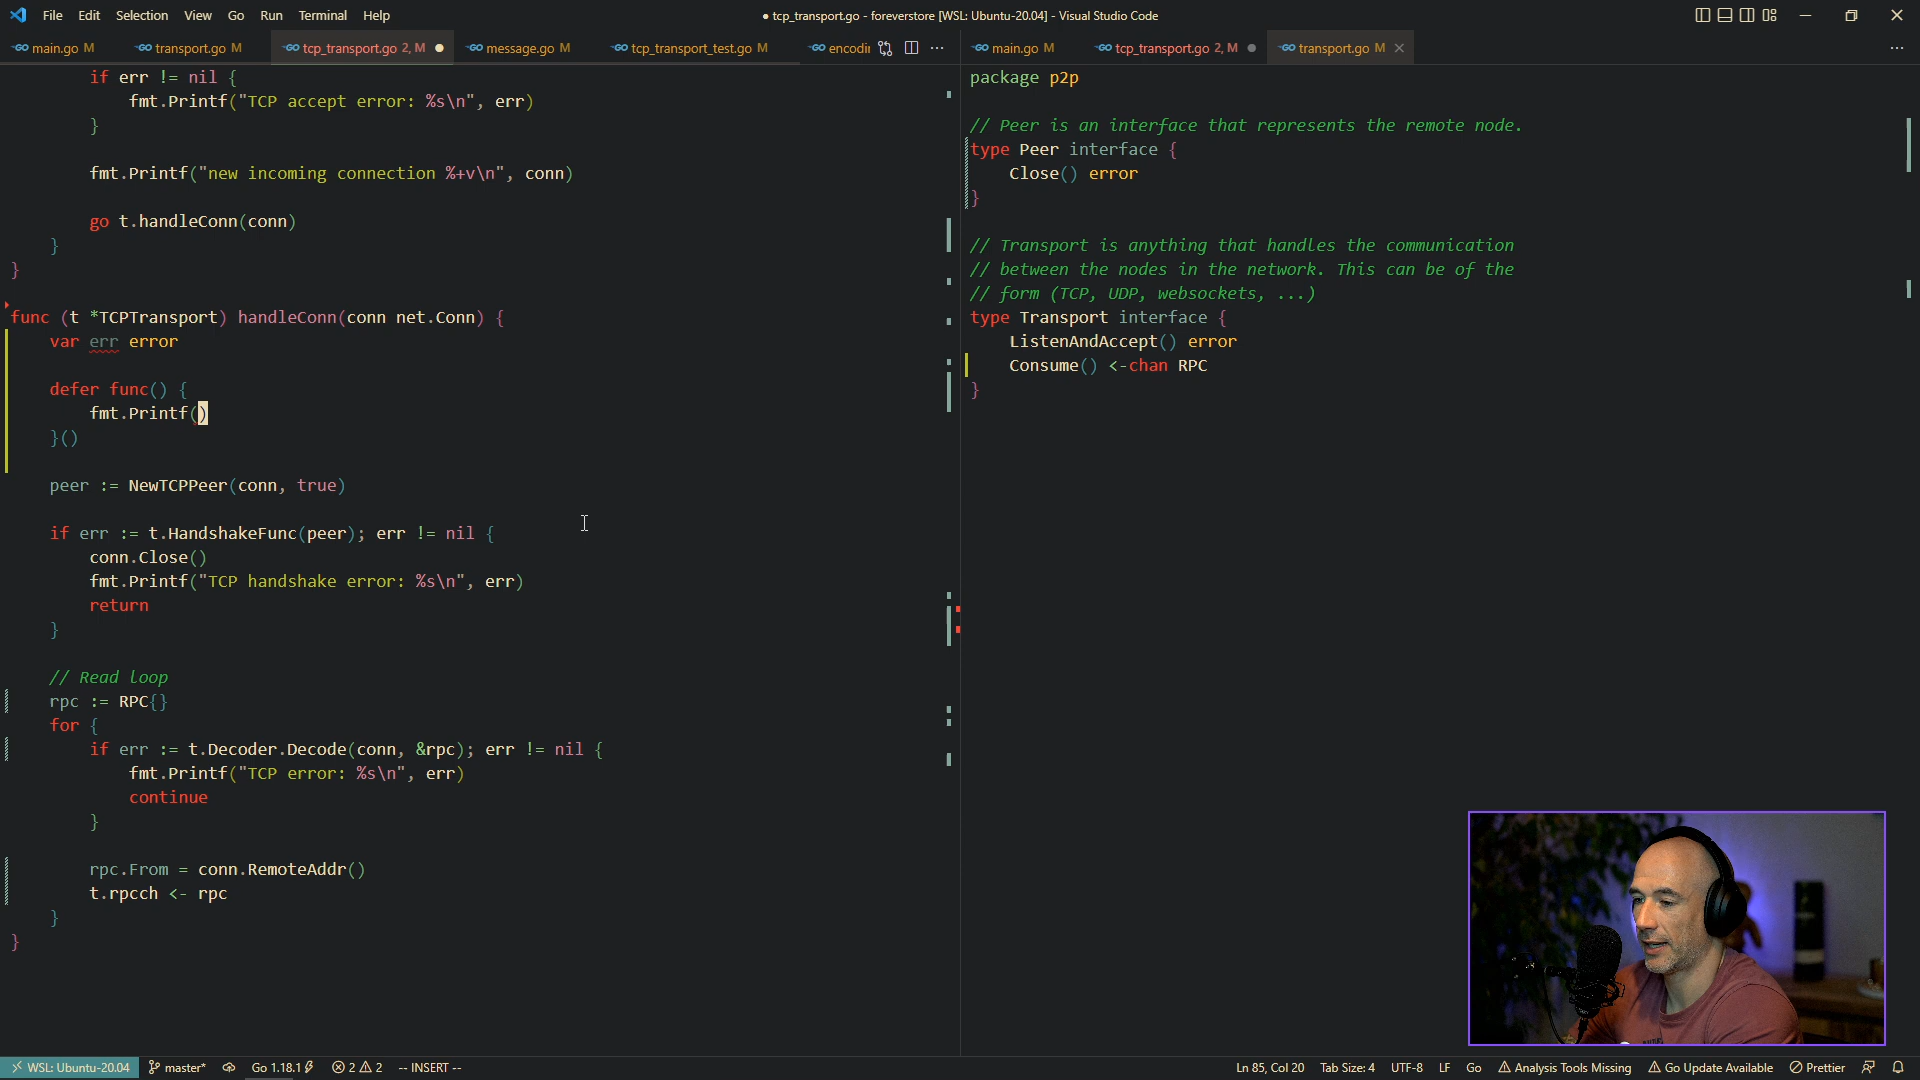 File Edit Selection View Go Run Terminal Help
● tcp_transport.go - foreverstore [WSL: Ubuntu-20.04] - Visual Studio Code
main.go M transport.go M tcp_transport.go 2, M message.go M tcp_transport_test.go M encodi
if err != nil {
fmt.Printf("TCP accept error: %s\n", err)
}
fmt.Printf("new incoming connection %+v\n", conn)
go t.handleConn(conn)
}
}
func (t *TCPTransport) handleConn(conn net.Conn) {
var err error
defer func() {
fmt.Printf()
}()
peer := NewTCPPeer(conn, true)
if err := t.HandshakeFunc(peer); err != nil {
conn.Close()
fmt.Printf("TCP handshake error: %s\n", err)
return
}
// Read loop
rpc := RPC{}
for {
if err := t.Decoder.Decode(conn, &rpc); err != nil {
fmt.Printf("TCP error: %s\n", err)
continue
}
rpc.From = conn.RemoteAddr()
t.rpcch <- rpc
}
}
main.go M tcp_transport.go 2, M transport.go M
package p2p
// Peer is an interface that represents the remote node.
type Peer interface {
Close() error
}
// Transport is anything that handles the communication
// between the nodes in the network. This can be of the
// form (TCP, UDP, websockets, ...)
type Transport interface {
ListenAndAccept() error
Consume() <-chan RPC
}
WSL: Ubuntu-20.04 master* Go 1.18.1 2 2 -- INSERT -- Ln 85, Col 20 Tab Size: 4 UTF-8 LF Go Analysis Tools Missing Go Update Available Prettier